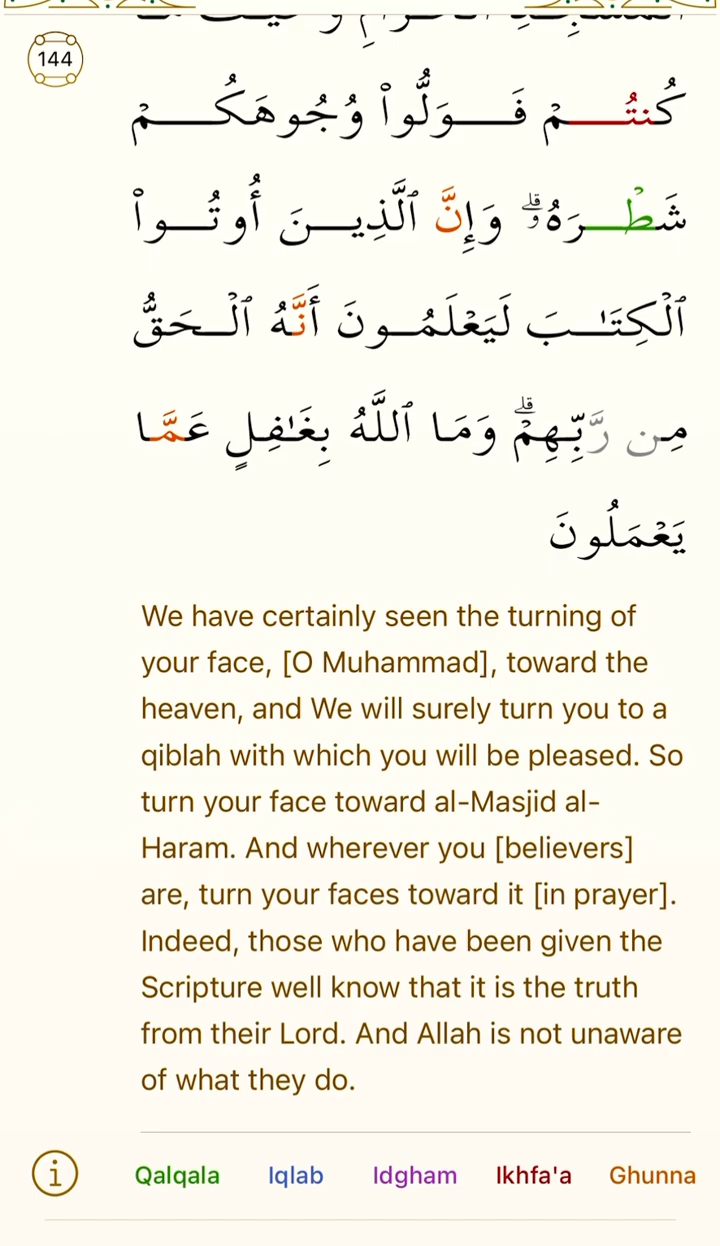 144
كُنتُمْ فَوَلُّوا۟ وُجُوهَكُمْ
شَطْرَهُۥ ۗ وَإِنَّ ٱلَّذِينَ أُوتُوا۟
ٱلْكِتَـٰبَ لَيَعْلَمُونَ أَنَّهُ ٱلْحَقُّ
مِن رَّبِّهِمْ ۗ وَمَا ٱللَّهُ بِغَـٰفِلٍ عَمَّا
يَعْمَلُونَ
We have certainly seen the turning of
your face, [O Muhammad], toward the
heaven, and We will surely turn you to a
qiblah with which you will be pleased. So
turn your face toward al-Masjid al-
Haram. And wherever you [believers]
are, turn your faces toward it [in prayer].
Indeed, those who have been given the
Scripture well know that it is the truth
from their Lord. And Allah is not unaware
of what they do.
Qalqala Iqlab Idgham Ikhfa'a Ghunna